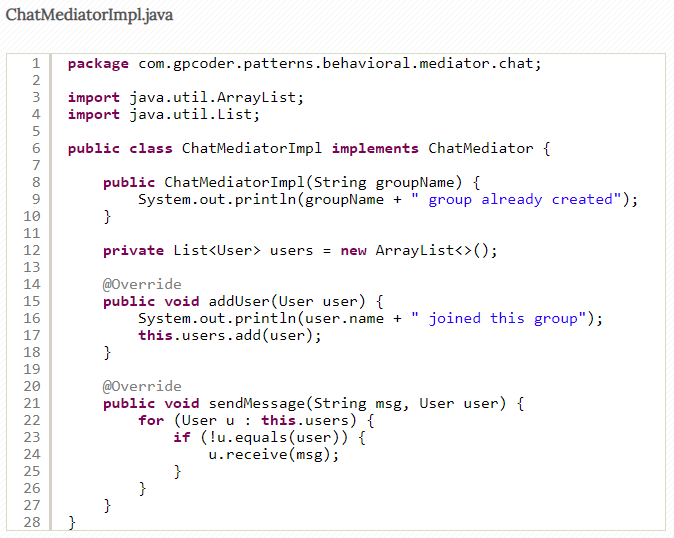 ChatMediatorImpl.java
1 package com.gpcoder.patterns.behavioral.mediator.chat;
2
3 import java.util.ArrayList;
4 import java.util.List;
5
6 public class ChatMediatorImpl implements ChatMediator {
7
8     public ChatMediatorImpl(String groupName) {
9         System.out.println(groupName + " group already created");
10     }
11
12     private List<User> users = new ArrayList<>();
13
14     @Override
15     public void addUser(User user) {
16         System.out.println(user.name + " joined this group");
17         this.users.add(user);
18     }
19
20     @Override
21     public void sendMessage(String msg, User user) {
22         for (User u : this.users) {
23             if (!u.equals(user)) {
24                 u.receive(msg);
25             }
26         }
27     }
28 }